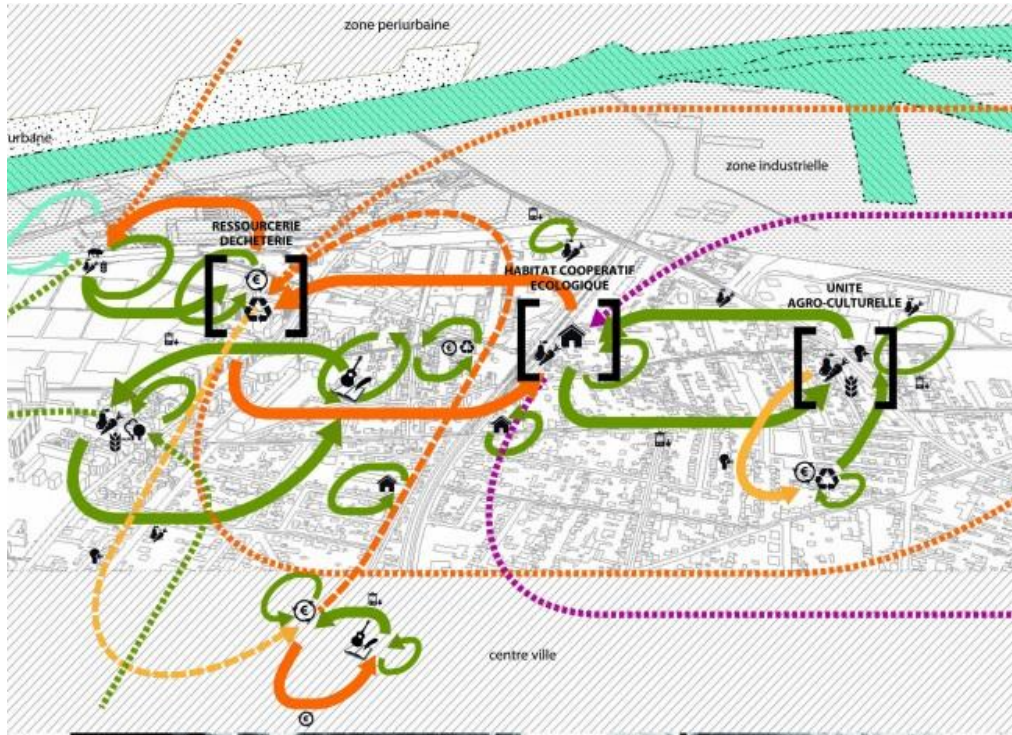 zone periurbaine
urbaine
zone industrielle
RESSOURCERIE
DECHETERIE
HABITAT COOPERATIF
ECOLOGIQUE
UNITE
AGRO-CULTURELLE
€
€
€
€
€
centre ville